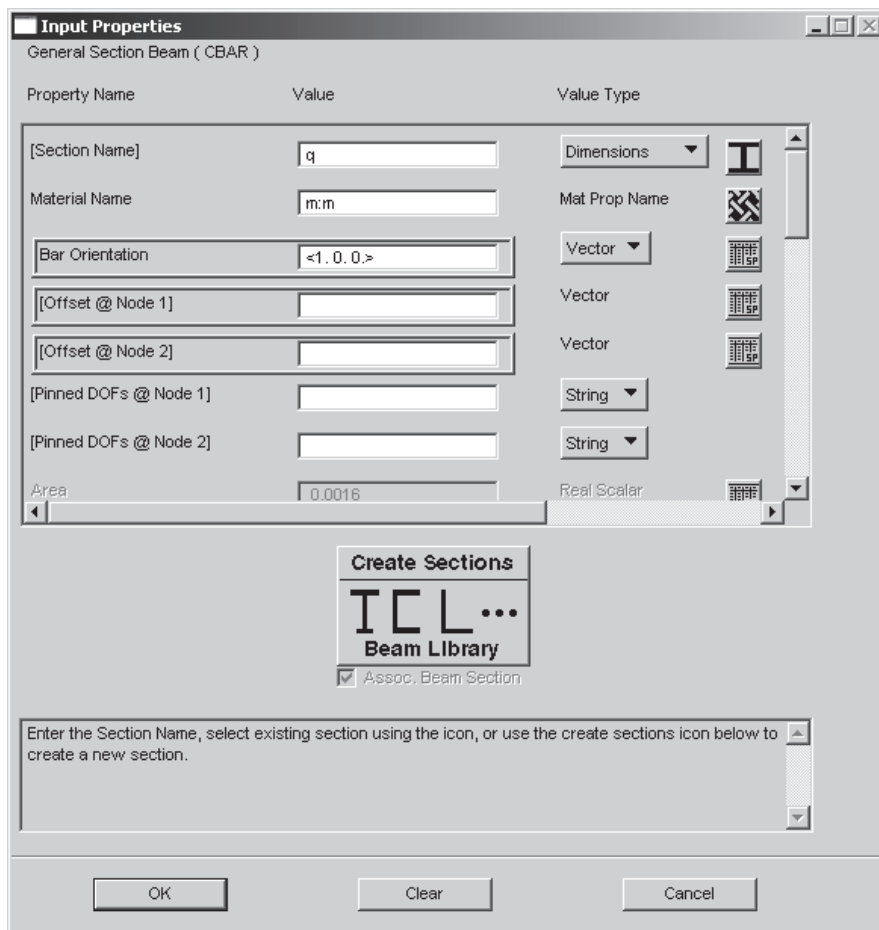 Input Properties
General Section Beam ( CBAR )
Property Name Value Value Type
[Section Name] q Dimensions
Material Name m:m Mat Prop Name
Bar Orientation <1. 0. 0.> Vector
[Offset @ Node 1] Vector
[Offset @ Node 2] Vector
[Pinned DOFs @ Node 1] String
[Pinned DOFs @ Node 2] String
Area 0.0016 Real Scalar
Create Sections
Beam Library
Assoc. Beam Section
Enter the Section Name, select existing section using the icon, or use the create sections icon below to
create a new section.
OK Clear Cancel